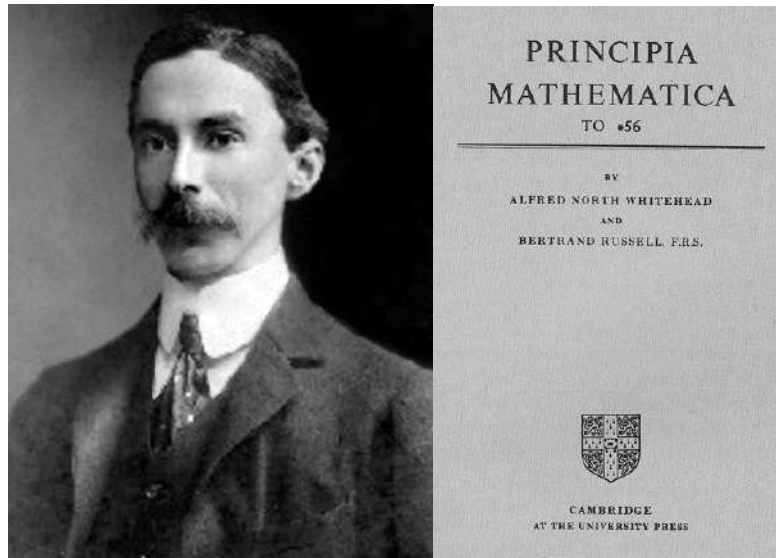 PRINCIPIA
MATHEMATICA
TO *56
BY
ALFRED NORTH WHITEHEAD
AND
BERTRAND RUSSELL, F.R.S.
CAMBRIDGE
AT THE UNIVERSITY PRESS